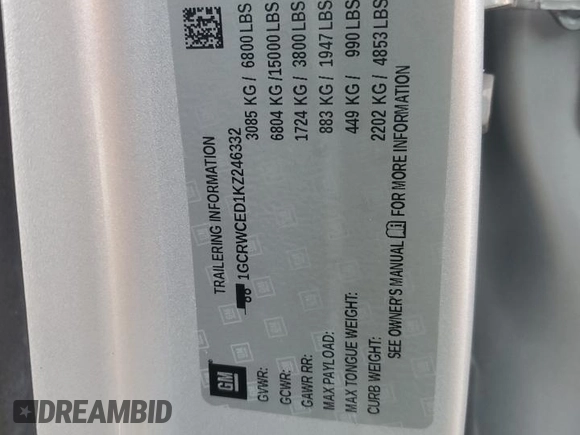 GM
TRAILERING INFORMATION
1GCRWCED1KZ246332
GVWR: 3085 KG / 6800 LBS
GCWR: 6804 KG /15000 LBS
GAWR RR: 1724 KG / 3800 LBS
MAX PAYLOAD: 883 KG / 1947 LBS
MAX TONGUE WEIGHT: 449 KG / 990 LBS
CURB WEIGHT: 2202 KG / 4853 LBS
SEE OWNER'S MANUAL FOR MORE INFORMATION
DREAMBID